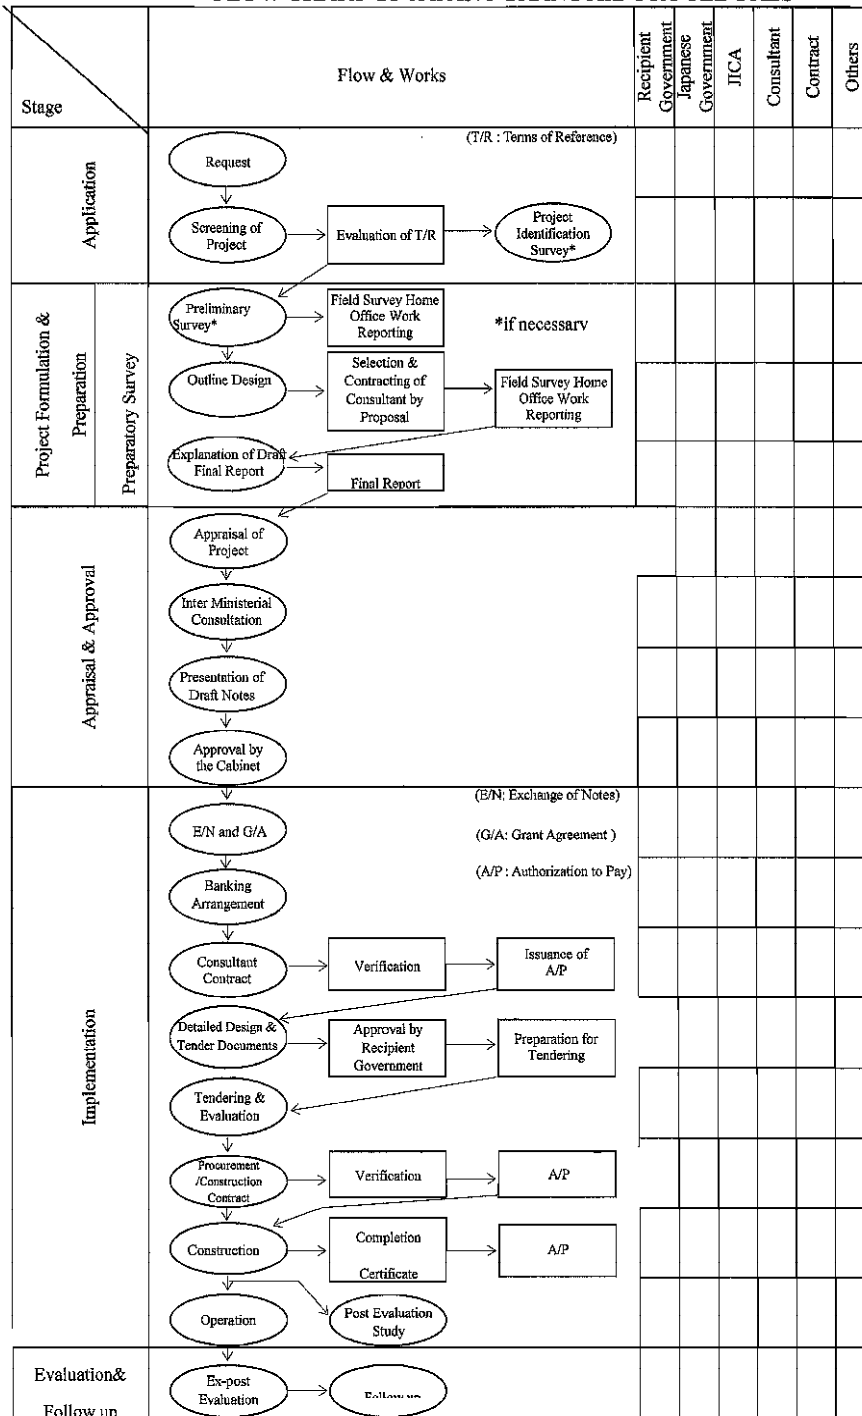 Stage
Flow & Works
Recipient
Government
Japanese
Government
JICA
Consultant
Contract
Others
Application
(T/R : Terms of Reference)
Request
Screening of
Project
Evaluation of T/R
Project
Identification
Survey*
Project Formulation &
Preparation
Preparatory Survey
Preliminary
Survey*
Field Survey Home
Office Work
Reporting
*if necessary
Outline Design
Selection &
Contracting of
Consultant by
Proposal
Field Survey Home
Office Work
Reporting
Explanation of Draft
Final Report
Final Report
Appraisal & Approval
Appraisal of
Project
Inter Ministerial
Consultation
Presentation of
Draft Notes
Approval by
the Cabinet
Implementation
(E/N: Exchange of Notes)
E/N and G/A
(G/A: Grant Agreement )
(A/P : Authorization to Pay)
Banking
Arrangement
Consultant
Contract
Verification
Issuance of
A/P
Detailed Design &
Tender Documents
Approval by
Recipient
Government
Preparation for
Tendering
Tendering &
Evaluation
Procurement
/Construction
Contract
Verification
A/P
Construction
Completion
Certificate
A/P
Operation
Post Evaluation
Study
Evaluation&
Follow up
Ex-post
Evaluation
Follow up